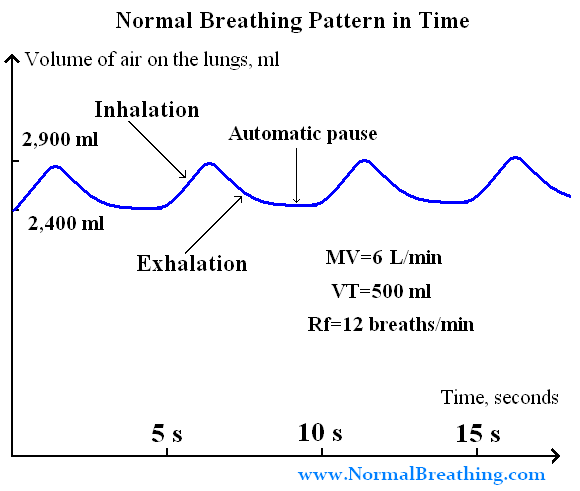 Normal Breathing Pattern in Time
Volume of air on the lungs, ml
Inhalation
2,900 ml
Automatic pause
2,400 ml
Exhalation
MV=6 L/min
VT=500 ml
Rf=12 breaths/min
Time, seconds
5 s
10 s
15 s
www.NormalBreathing.com